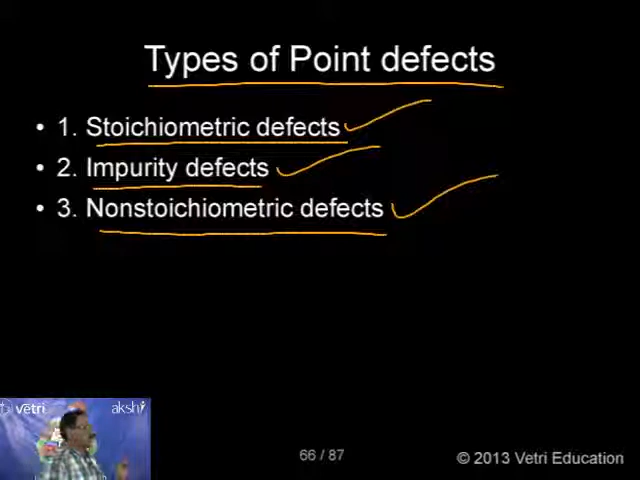 Types of Point defects
• 1. Stoichiometric defects
• 2. Impurity defects
• 3. Nonstoichiometric defects
vetri akshi
66 / 87
© 2013 Vetri Education